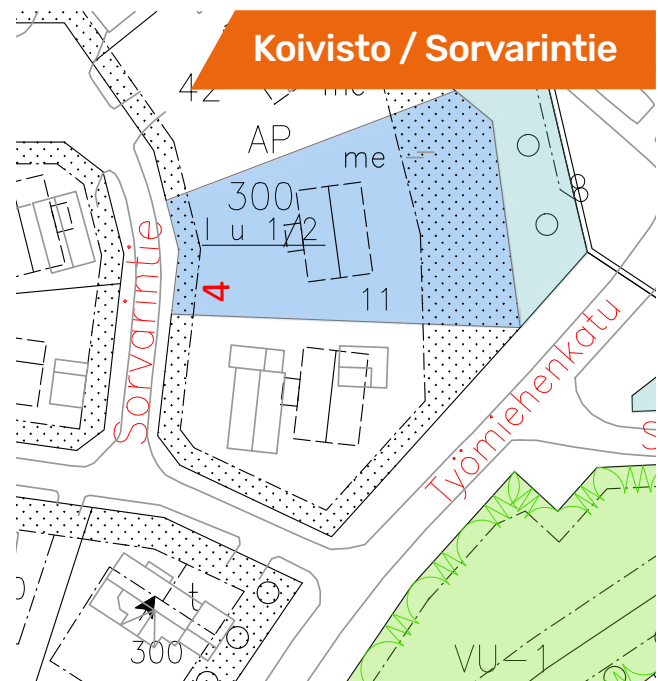 Koivisto / Sorvarintie
42
me
AP
me
300
I u 1/2
4
11
8
Sorvarintie
Työmiehenkatu
S
t
300
VU-1